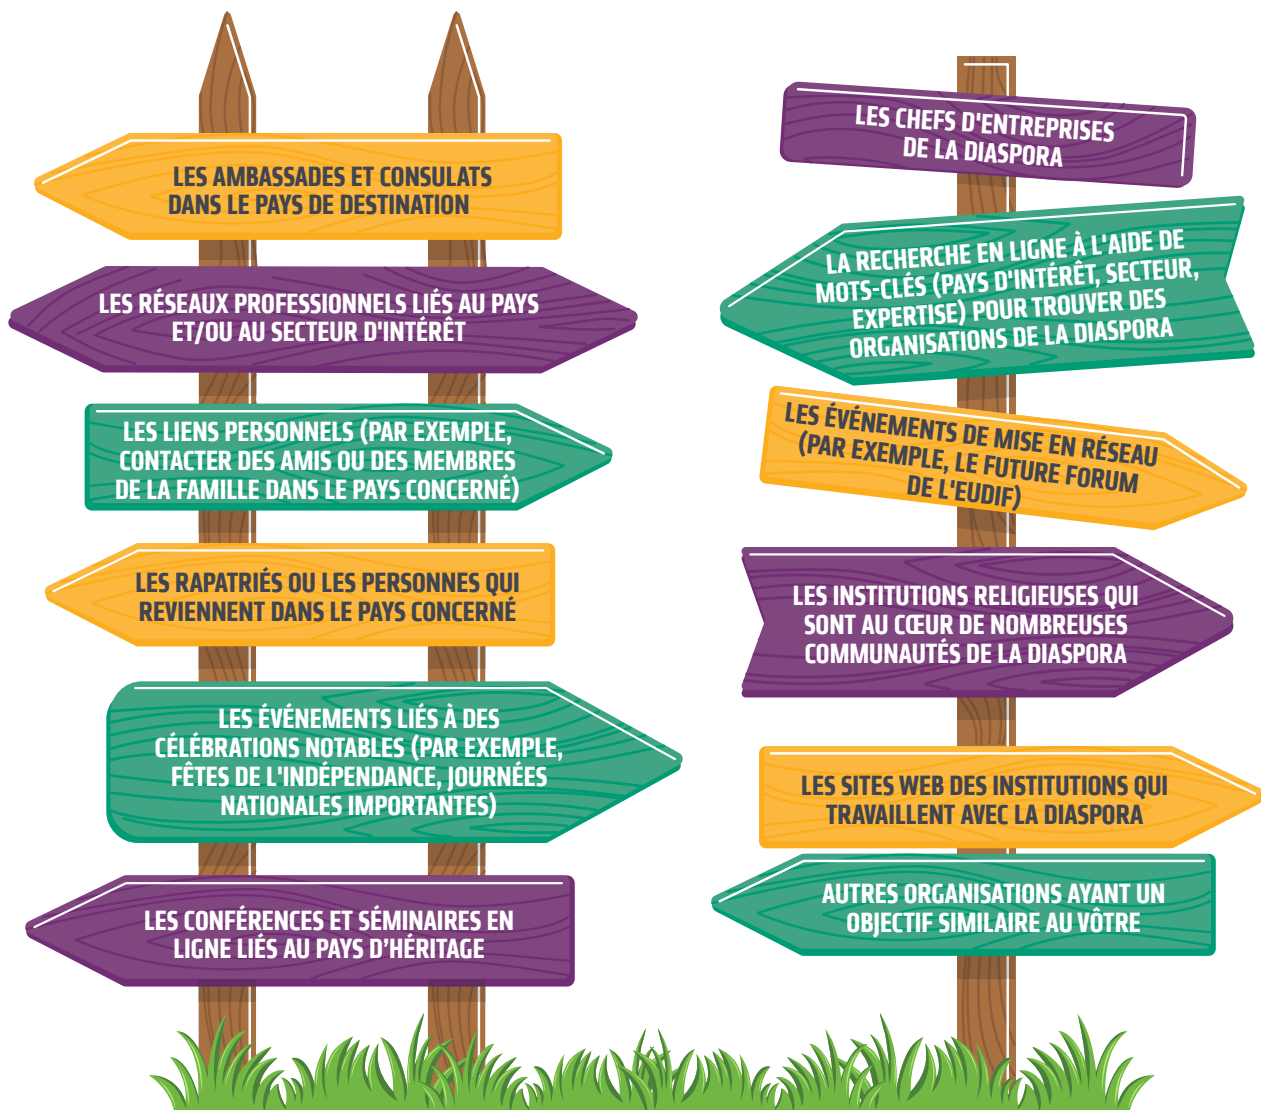 LES AMBASSADES ET CONSULATS
DANS LE PAYS DE DESTINATION
LES RÉSEAUX PROFESSIONNELS LIÉS AU PAYS
ET/OU AU SECTEUR D'INTÉRÊT
LES LIENS PERSONNELS (PAR EXEMPLE,
CONTACTER DES AMIS OU DES MEMBRES
DE LA FAMILLE DANS LE PAYS CONCERNÉ)
LES RAPATRIÉS OU LES PERSONNES QUI
REVIENNENT DANS LE PAYS CONCERNÉ
LES ÉVÉNEMENTS LIÉS À DES
CÉLÉBRATIONS NOTABLES (PAR EXEMPLE,
FÊTES DE L'INDÉPENDANCE, JOURNÉES
NATIONALES IMPORTANTES)
LES CONFÉRENCES ET SÉMINAIRES EN
LIGNE LIÉS AU PAYS D’HÉRITAGE
LES CHEFS D'ENTREPRISES
DE LA DIASPORA
LA RECHERCHE EN LIGNE À L'AIDE DE
MOTS-CLÉS (PAYS D'INTÉRÊT, SECTEUR,
EXPERTISE) POUR TROUVER DES
ORGANISATIONS DE LA DIASPORA
LES ÉVÉNEMENTS DE MISE EN RÉSEAU
(PAR EXEMPLE, LE FUTURE FORUM
DE L'EUDIF)
LES INSTITUTIONS RELIGIEUSES QUI
SONT AU CŒUR DE NOMBREUSES
COMMUNAUTÉS DE LA DIASPORA
LES SITES WEB DES INSTITUTIONS QUI
TRAVAILLENT AVEC LA DIASPORA
AUTRES ORGANISATIONS AYANT UN
OBJECTIF SIMILAIRE AU VÔTRE